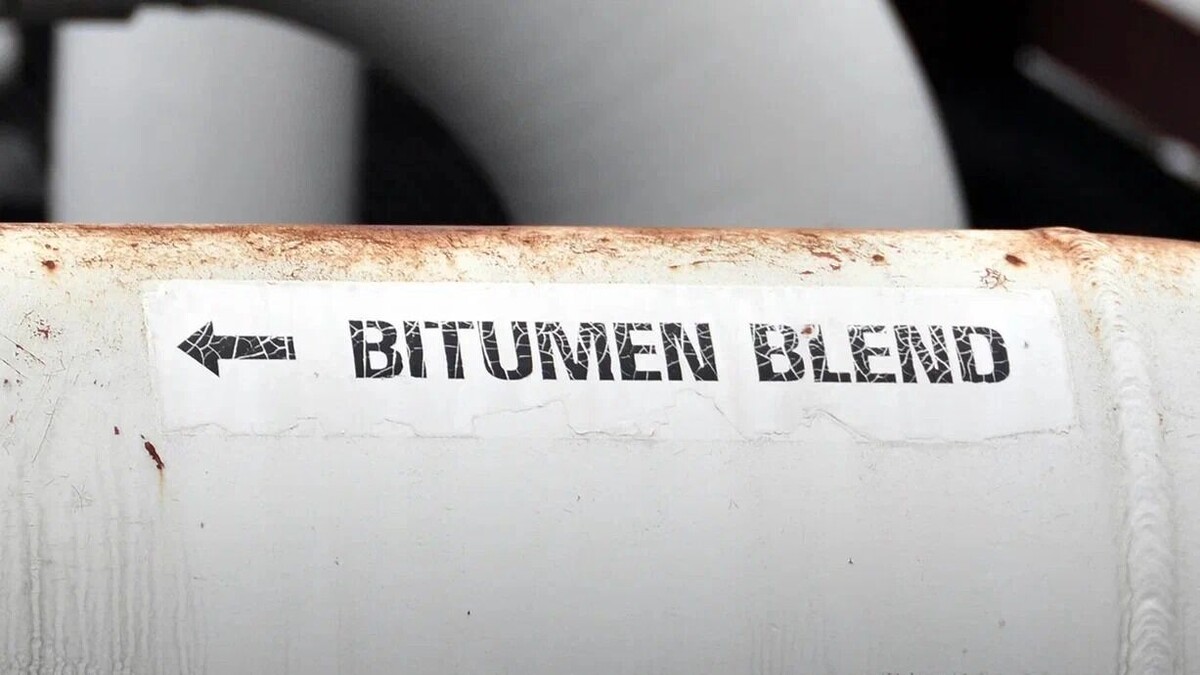 ← BITUMEN BLEND